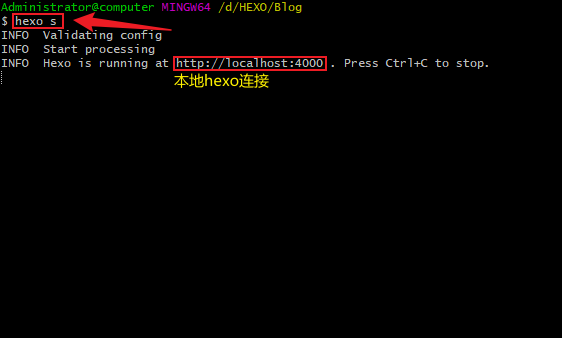 Administrator@computer MINGW64 /d/HEXO/Blog
$ hexo s
INFO  Validating config
INFO  Start processing
INFO  Hexo is running at http://localhost:4000 . Press Ctrl+C to stop.
本地hexo连接